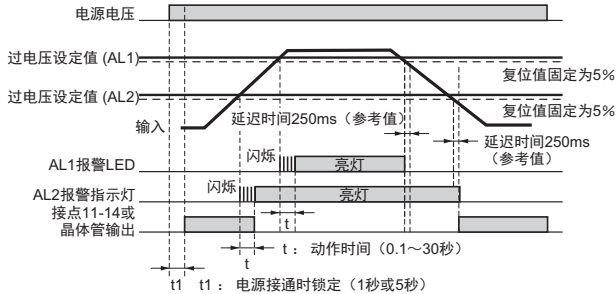 电源电压
过电压设定值 (AL1)
复位值固定为5%
过电压设定值 (AL2)
复位值固定为5%
输入
延迟时间250ms（参考值）
延迟时间250ms
（参考值）
闪烁
AL1报警LED
亮灯
闪烁
AL2报警指示灯
亮灯
接点11-14或
晶体管输出
t
t
t ： 动作时间（0.1～30秒）
t1
t1 ： 电源接通时锁定（1秒或5秒）